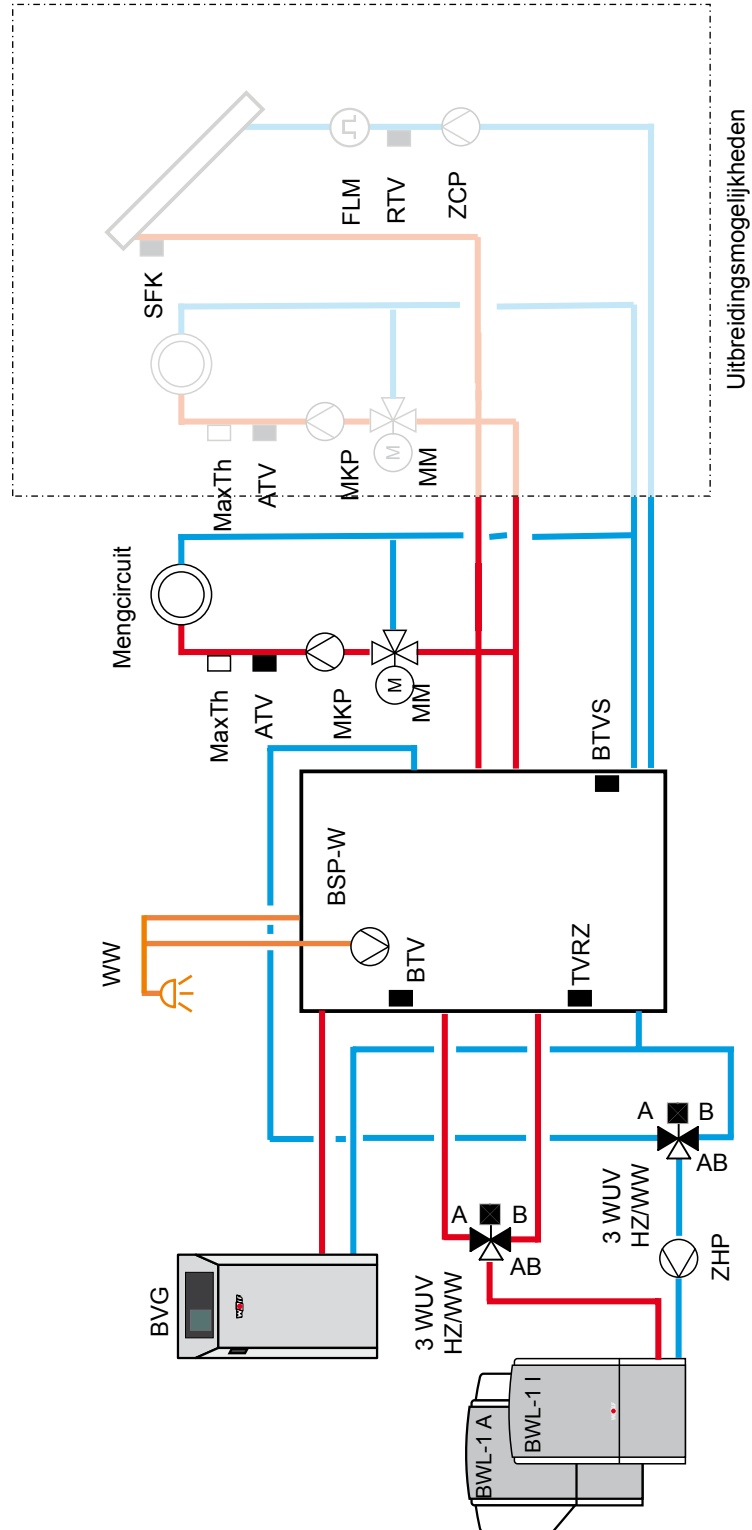 BVG
WW
Mengcircuit
MaxTh
ATV
MKP
MM
M
SFK
MaxTh
ATV
MKP
MM
M
FLM
RTV
ZCP
BSP-W
BTV
TVRZ
BTVS
3 WUV
HZ/WW
A
B
AB
3 WUV
HZ/WW
A
B
AB
ZHP
BWL-1 A
BWL-1 I
Uitbreidingsmogelijkheden